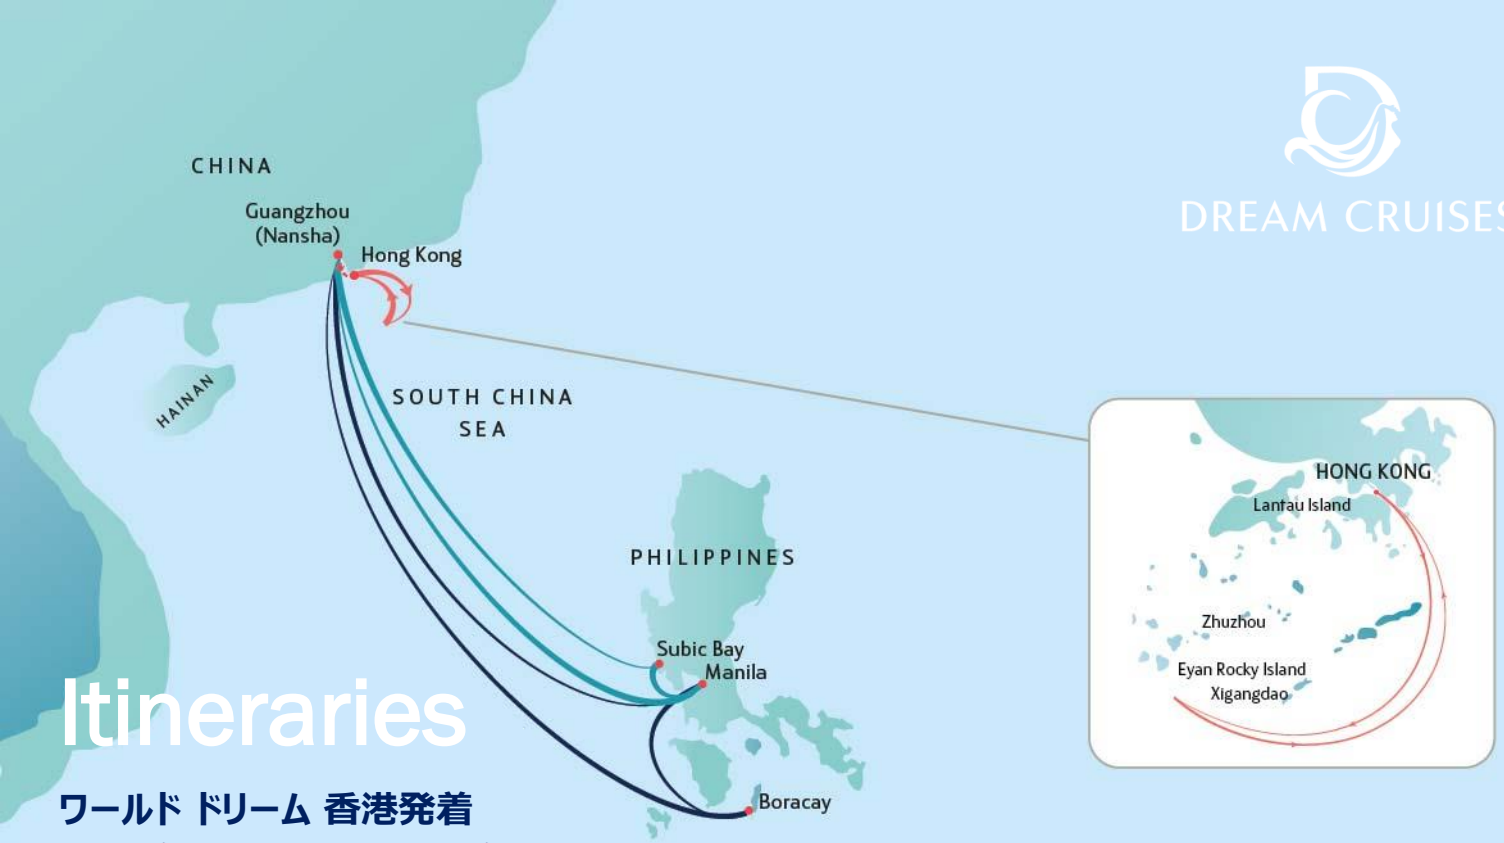 DREAM CRUISES
CHINA
Guangzhou
(Nansha)
Hong Kong
HAINAN
SOUTH CHINA
SEA
PHILIPPINES
Subic Bay
Manila
Boracay
HONG KONG
Lantau Island
Zhuzhou
Eyan Rocky Island
Xigangdao
Itineraries
ワールド ドリーム 香港発着